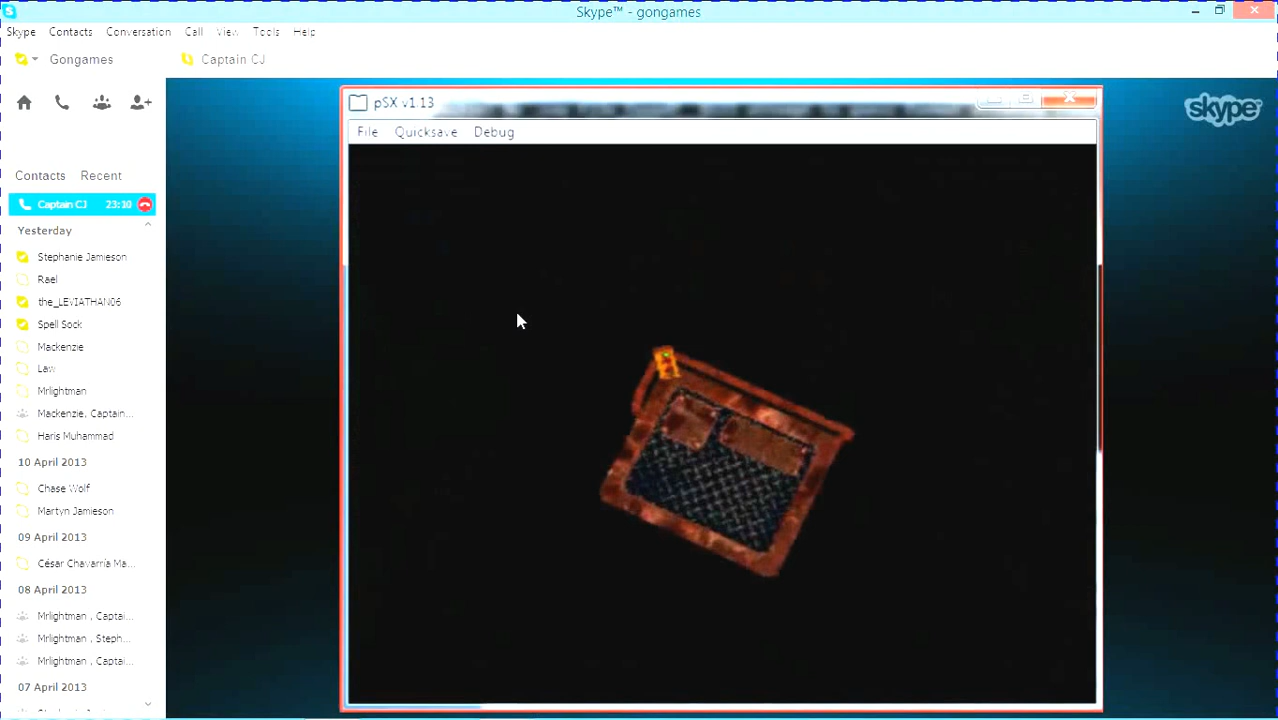 Skype™ - gongames
Skype Contacts Conversation Call View Tools Help
Gongames
Captain CJ
skype
pSX v1.13
File Quicksave Debug
Contacts Recent
Captain CJ 23:10
Yesterday
Stephanie Jamieson
Rael
the_LEVIATHAN06
Spell Sock
Mackenzie
Law
Mrlightman
Mackenzie, Captain...
Haris Muhammad
10 April 2013
Chase Wolf
Martyn Jamieson
09 April 2013
César Chavarría Ma...
08 April 2013
Mrlightman , Captai...
Mrlightman , Steph...
Mrlightman , Captai...
07 April 2013